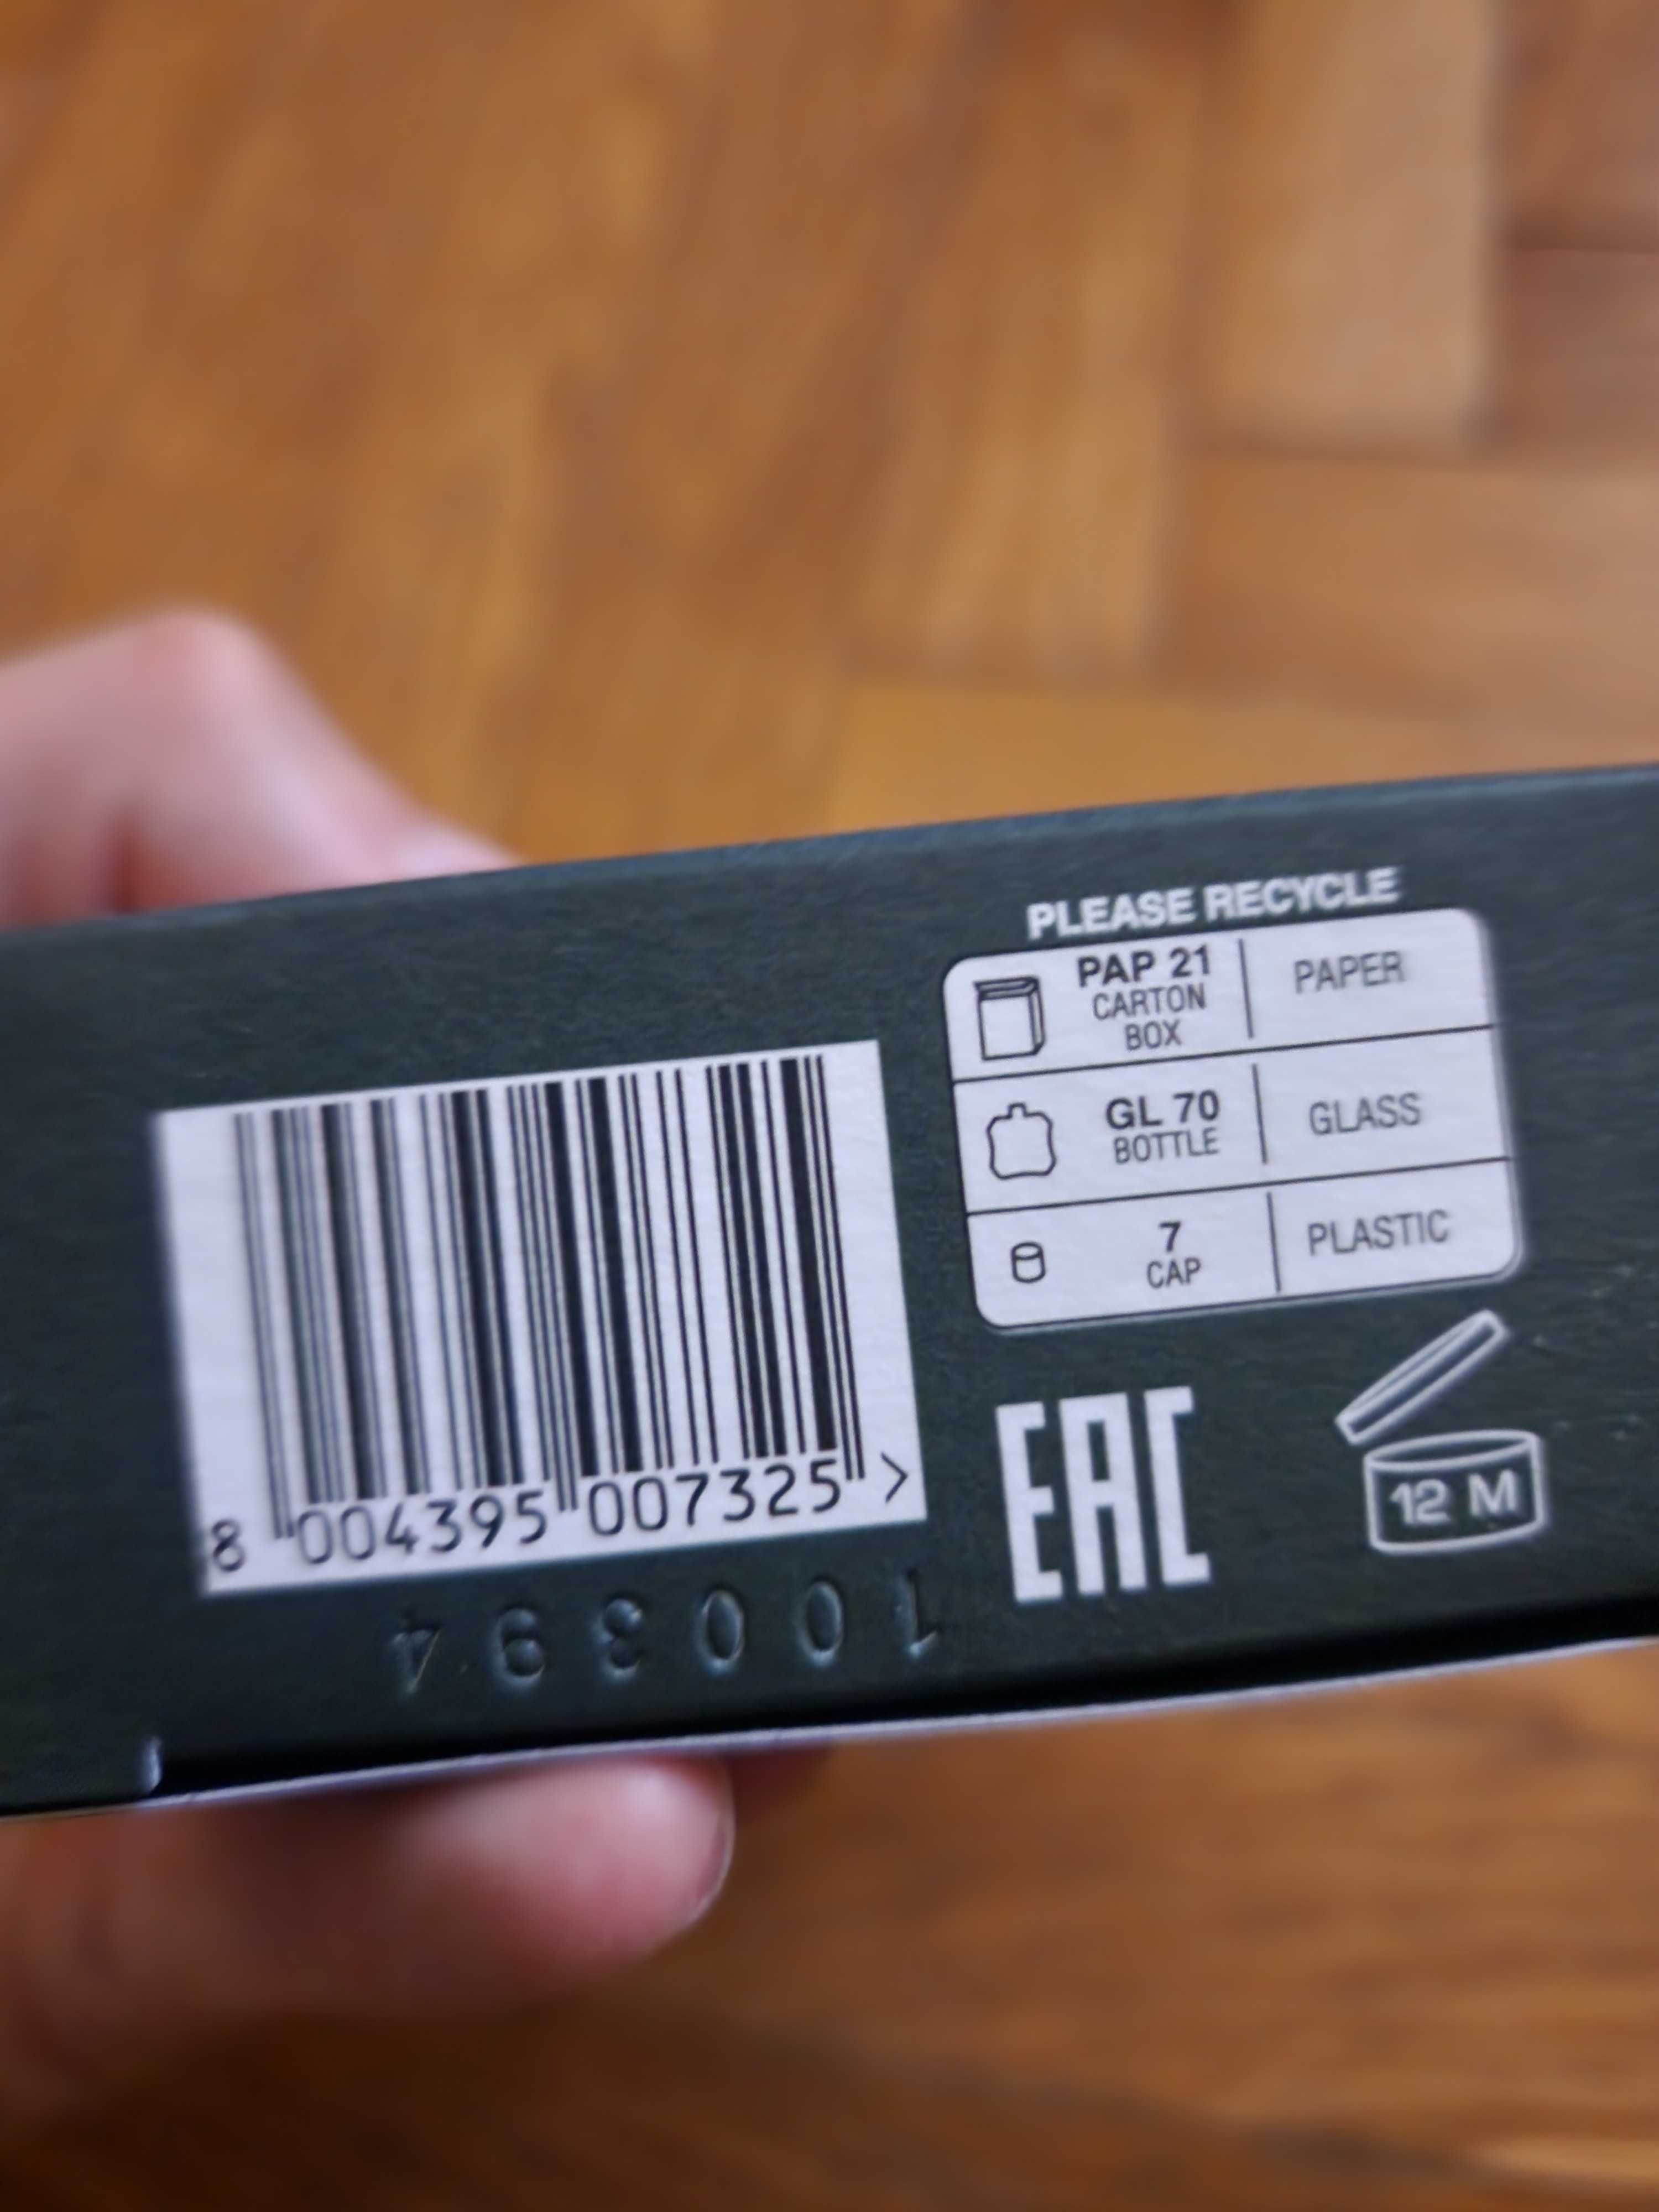 PLEASE RECYCLE
PAP 21
CARTON
BOX
PAPER
GL 70
BOTTLE
GLASS
7
CAP
PLASTIC
8 004395 007325 >
EAC
12 M
100394